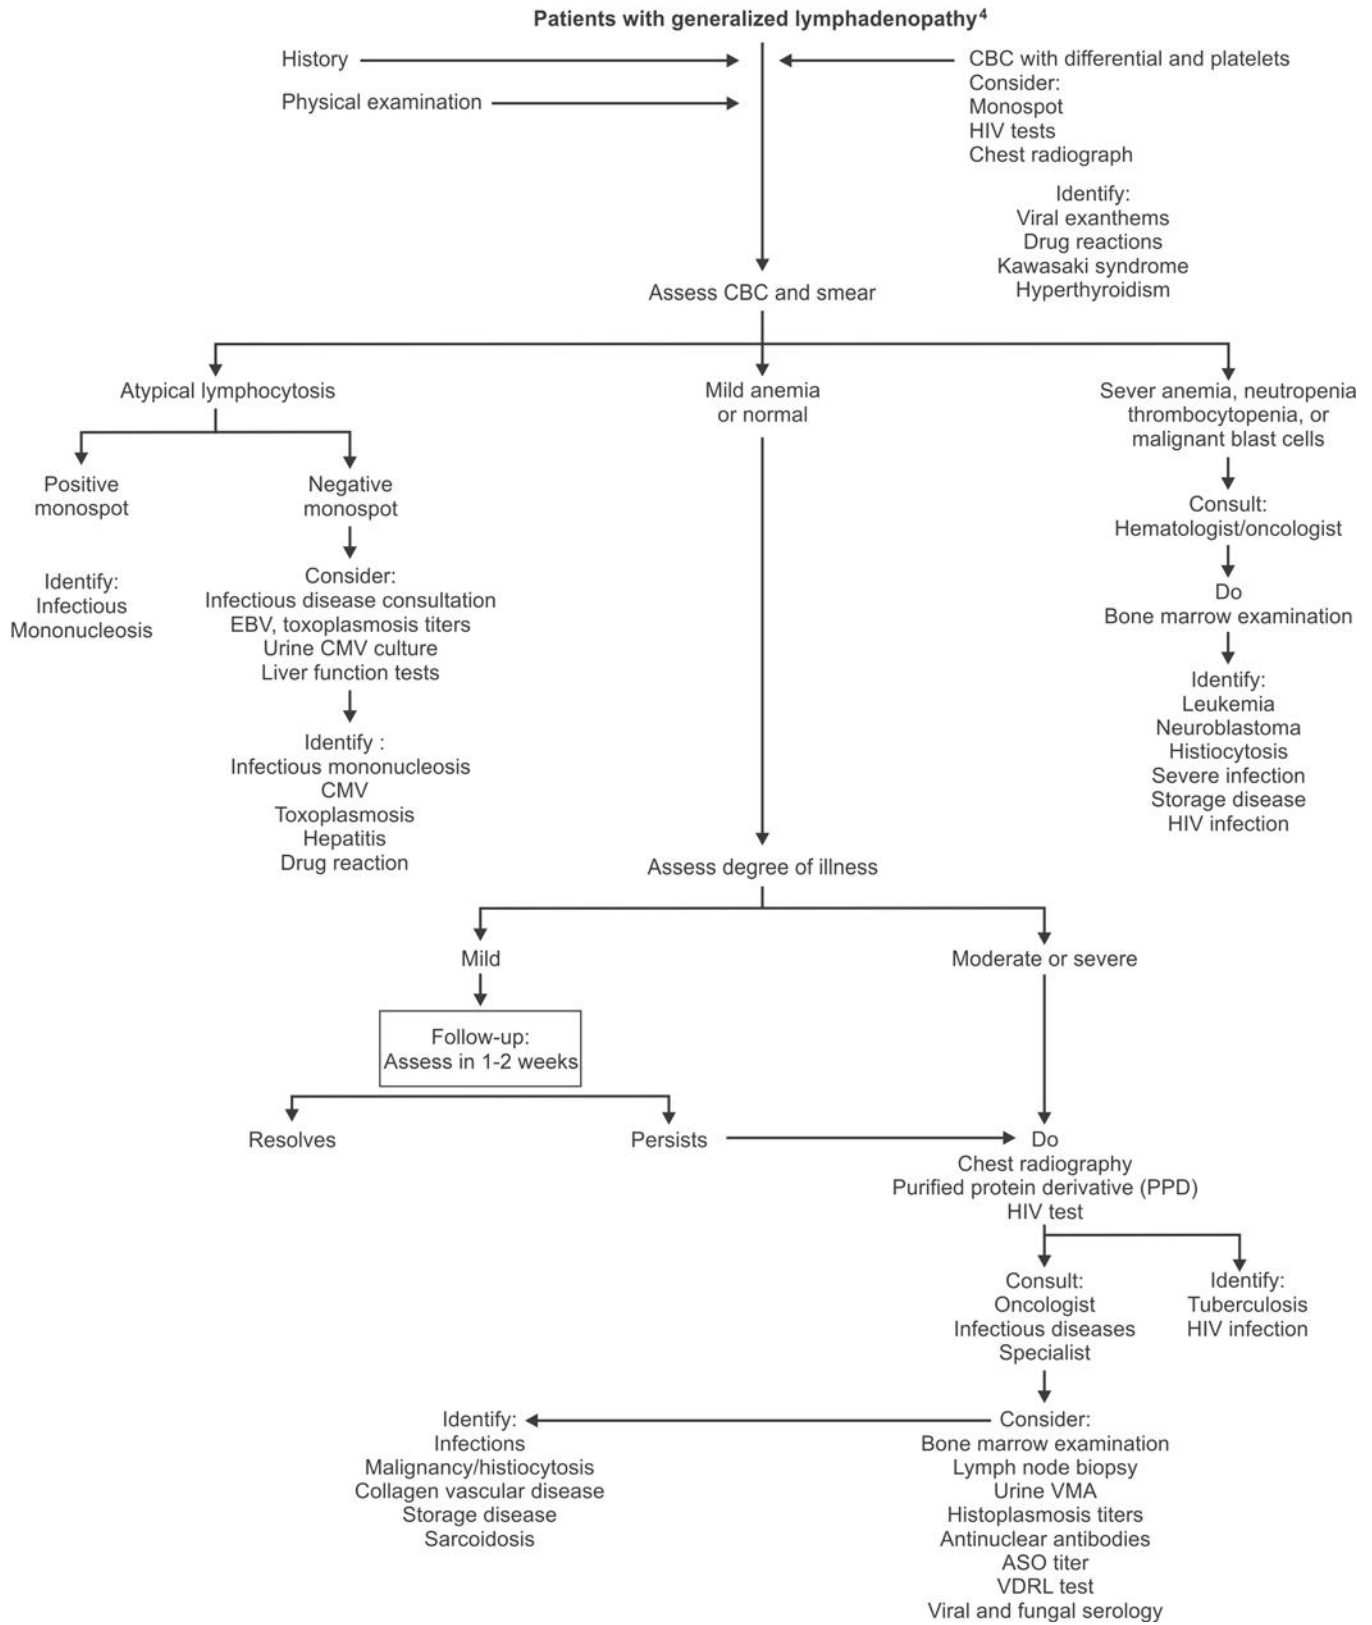 Patients with generalized lymphadenopathy⁴
History
Physical examination
CBC with differential and platelets
Consider:
Monospot
HIV tests
Chest radiograph
Identify:
Viral exanthems
Drug reactions
Kawasaki syndrome
Hyperthyroidism
Assess CBC and smear
Atypical lymphocytosis
Positive
monospot
Identify:
Infectious
Mononucleosis
Negative
monospot
Consider:
Infectious disease consultation
EBV, toxoplasmosis titers
Urine CMV culture
Liver function tests
Identify :
Infectious mononucleosis
CMV
Toxoplasmosis
Hepatitis
Drug reaction
Mild anemia
or normal
Sever anemia, neutropenia
thrombocytopenia, or
malignant blast cells
Consult:
Hematologist/oncologist
Do
Bone marrow examination
Identify:
Leukemia
Neuroblastoma
Histiocytosis
Severe infection
Storage disease
HIV infection
Assess degree of illness
Mild
Follow-up:
Assess in 1-2 weeks
Resolves
Persists
Moderate or severe
Do
Chest radiography
Purified protein derivative (PPD)
HIV test
Consult:
Oncologist
Infectious diseases
Specialist
Identify:
Tuberculosis
HIV infection
Consider:
Bone marrow examination
Lymph node biopsy
Urine VMA
Histoplasmosis titers
Antinuclear antibodies
ASO titer
VDRL test
Viral and fungal serology
Identify:
Infections
Malignancy/histiocytosis
Collagen vascular disease
Storage disease
Sarcoidosis